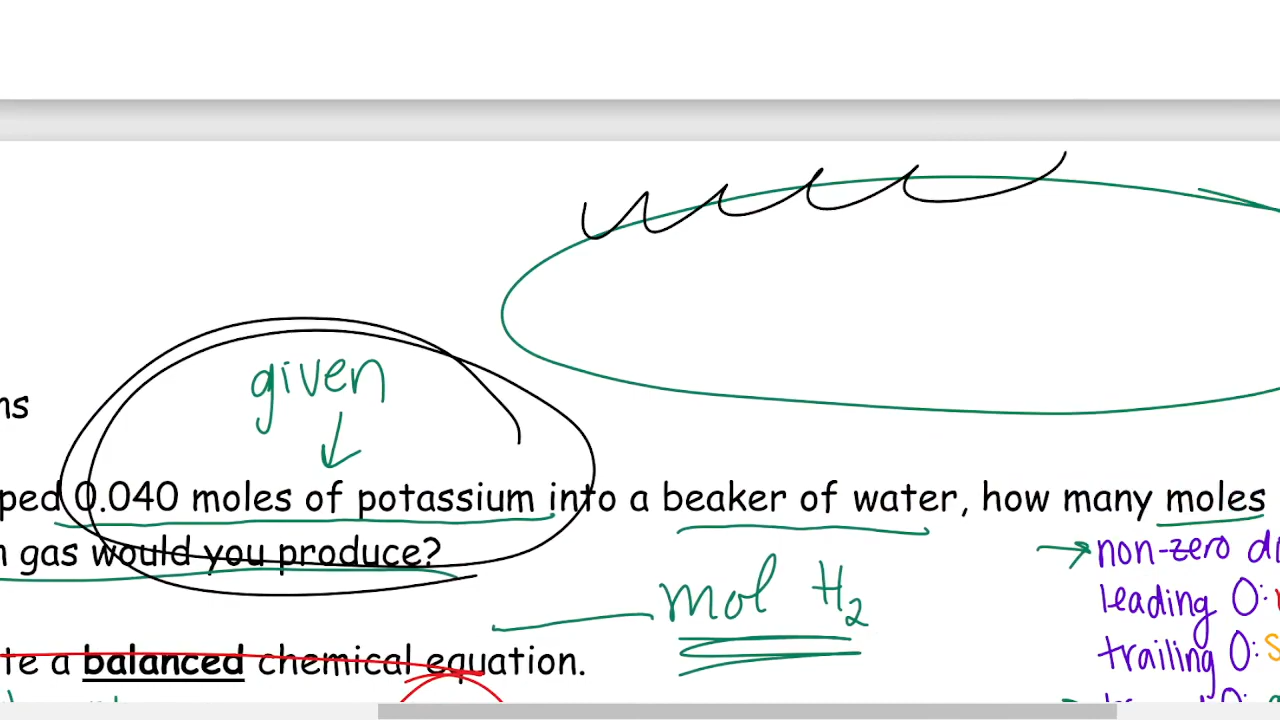 given
ns
ped 0.040 moles of potassium into a beaker of water, how many moles
n gas would you produce?
non-zero di
leading 0:
mol H₂
trailing 0: s
te a balanced chemical equation.